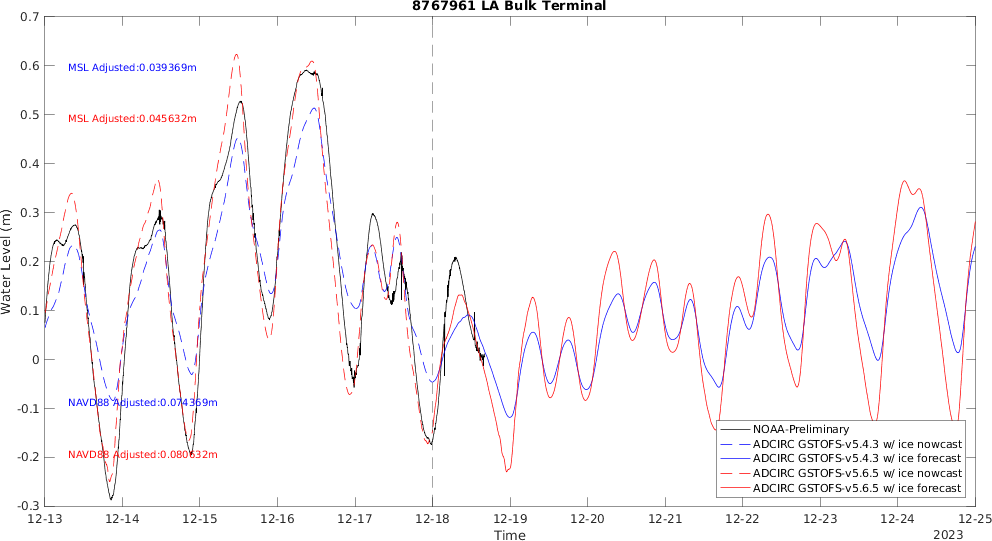 8767961 LA Bulk Terminal
0.7
0.6
0.5
0.4
0.3
0.2
0.1
0
-0.1
-0.2
-0.3
Water Level (m)
MSL Adjusted:0.039369m
MSL Adjusted:0.045632m
NAVD88 Adjusted:0.074369m
NAVD88 Adjusted:0.080632m
NOAA-Preliminary
ADCIRC GSTOFS-v5.4.3 w/ ice nowcast
ADCIRC GSTOFS-v5.4.3 w/ ice forecast
ADCIRC GSTOFS-v5.6.5 w/ ice nowcast
ADCIRC GSTOFS-v5.6.5 w/ ice forecast
12-13 12-14 12-15 12-16 12-17 12-18 12-19 12-20 12-21 12-22 12-23 12-24 12-25
Time
2023